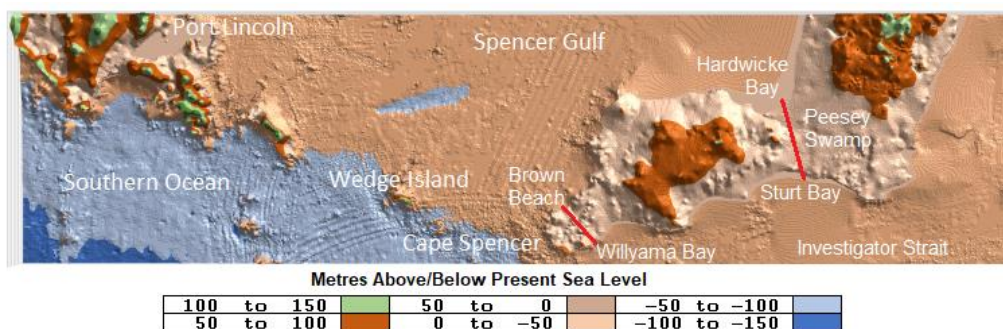 Port Lincoln
Spencer Gulf
Hardwicke
Bay
Peesey
Swamp
Southern Ocean
Wedge Island
Brown
Beach
Sturt Bay
Cape Spencer
Willyama Bay
Investigator Strait
Metres Above/Below Present Sea Level
100 to 150 50 to 0 -50 to -100
50 to 100 0 to -50 -100 to -150